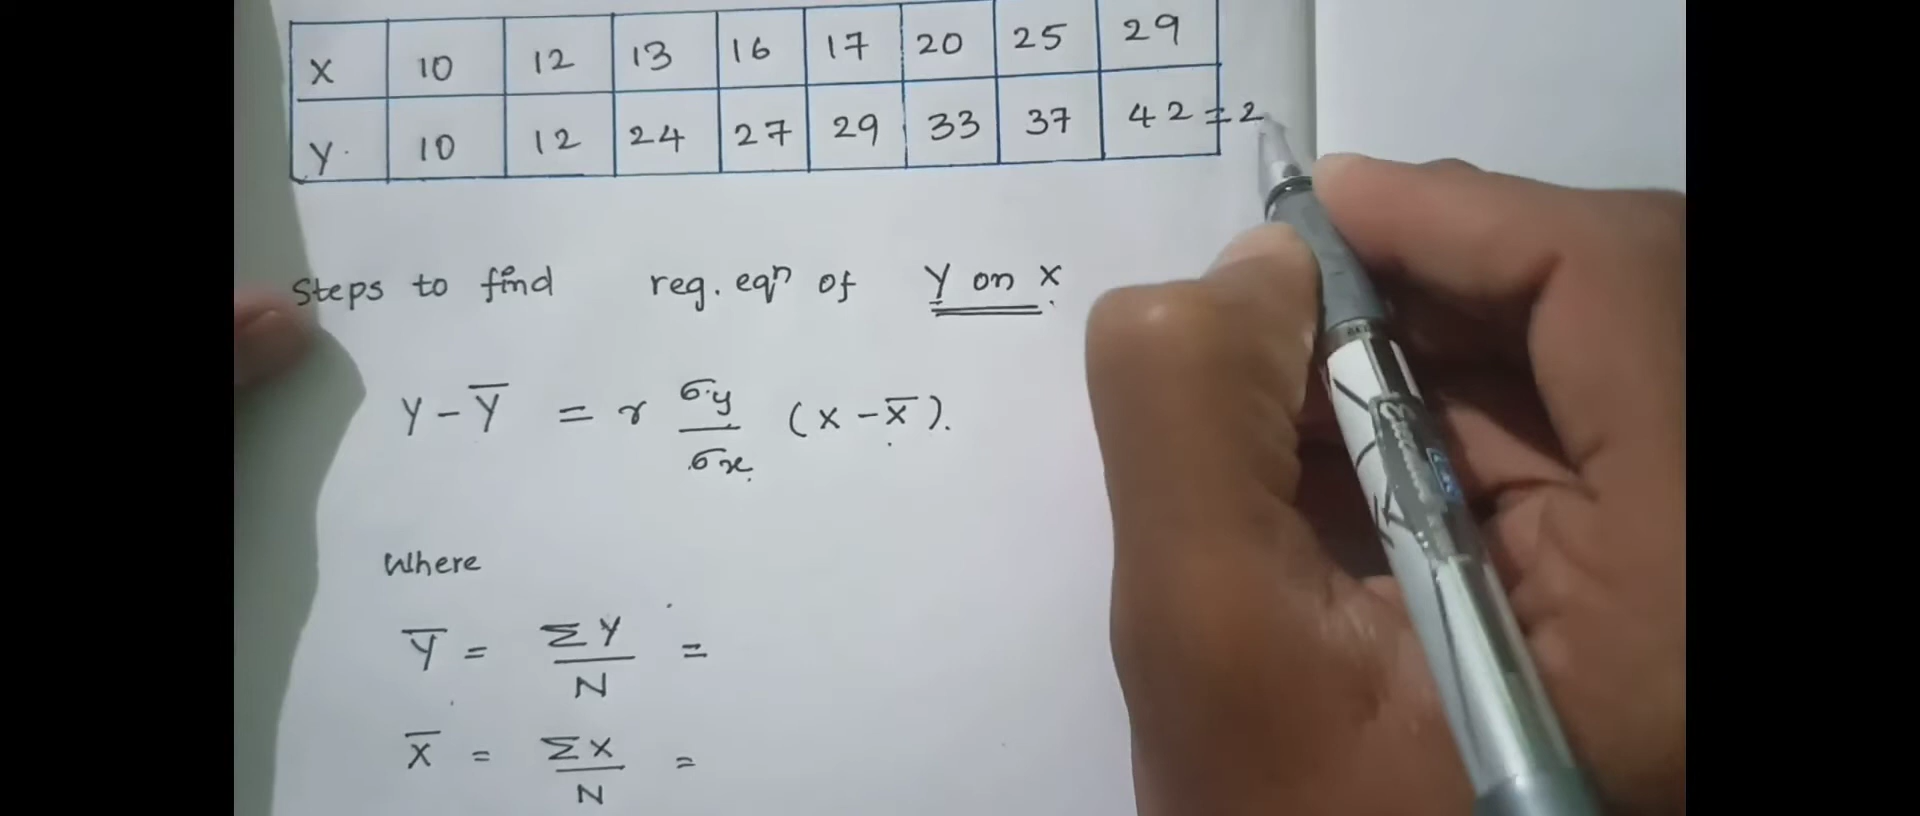 X 10 12 13 16 17 20 25 29
Y 10 12 24 27 29 33 37 42 = 2
Steps to find reg. eqⁿ of Y on X
Y - Y̅ = r σy / σx (X - X̅).
Where
Y̅ = ΣY / N =
X̅ = ΣX / N =